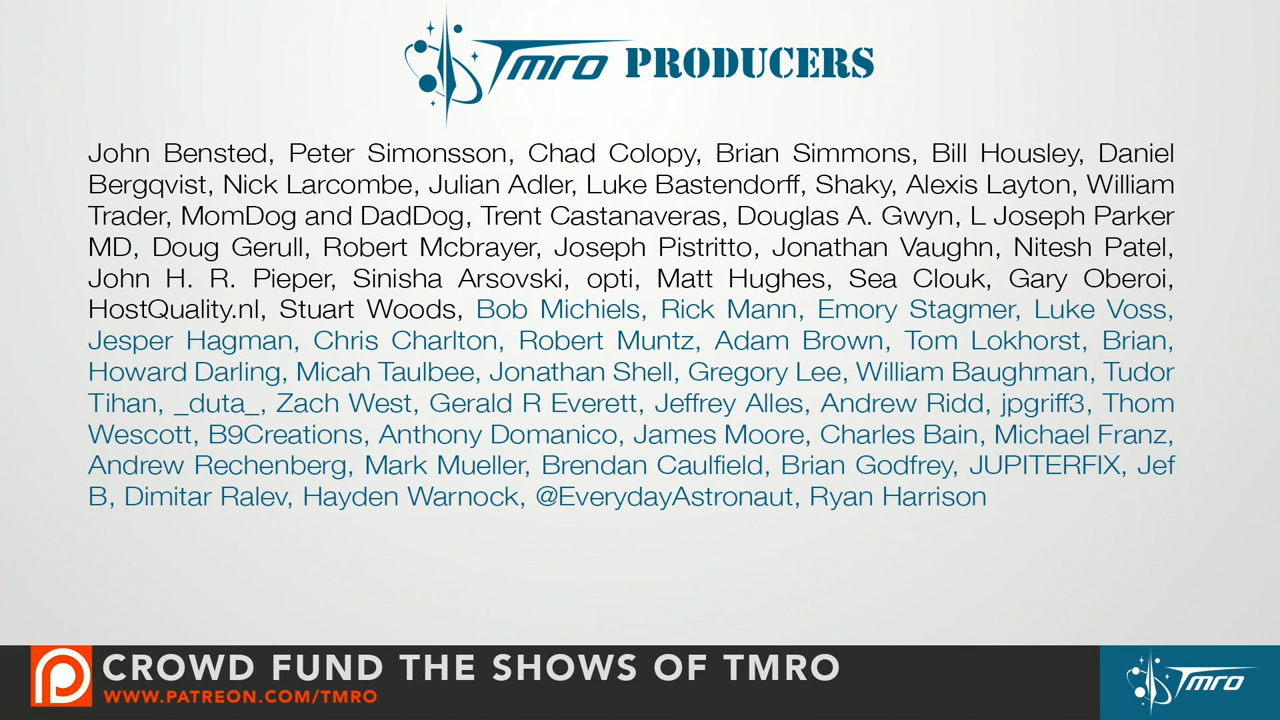 TMRO PRODUCERS
John Bensted, Peter Simonsson, Chad Colopy, Brian Simmons, Bill Housley, Daniel
Bergqvist, Nick Larcombe, Julian Adler, Luke Bastendorff, Shaky, Alexis Layton, William
Trader, MomDog and DadDog, Trent Castanaveras, Douglas A. Gwyn, L Joseph Parker
MD, Doug Gerull, Robert Mcbrayer, Joseph Pistritto, Jonathan Vaughn, Nitesh Patel,
John H. R. Pieper, Sinisha Arsovski, opti, Matt Hughes, Sea Clouk, Gary Oberoi,
HostQuality.nl, Stuart Woods, Bob Michiels, Rick Mann, Emory Stagmer, Luke Voss,
Jesper Hagman, Chris Charlton, Robert Muntz, Adam Brown, Tom Lokhorst, Brian,
Howard Darling, Micah Taulbee, Jonathan Shell, Gregory Lee, William Baughman, Tudor
Tihan, _duta_, Zach West, Gerald R Everett, Jeffrey Alles, Andrew Ridd, jpgriff3, Thom
Wescott, B9Creations, Anthony Domanico, James Moore, Charles Bain, Michael Franz,
Andrew Rechenberg, Mark Mueller, Brendan Caulfield, Brian Godfrey, JUPITERFIX, Jef
B, Dimitar Ralev, Hayden Warnock, @EverydayAstronaut, Ryan Harrison
CROWD FUND THE SHOWS OF TMRO
WWW.PATREON.COM/TMRO
TMRO